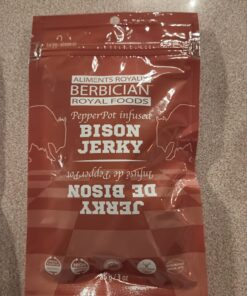 ALIMENTS ROYAUX
BERBICIAN
ROYAL FOODS
PepperPot infused
BISON
JERKY
Infusé de PepperPot
DE BISON
JERKY